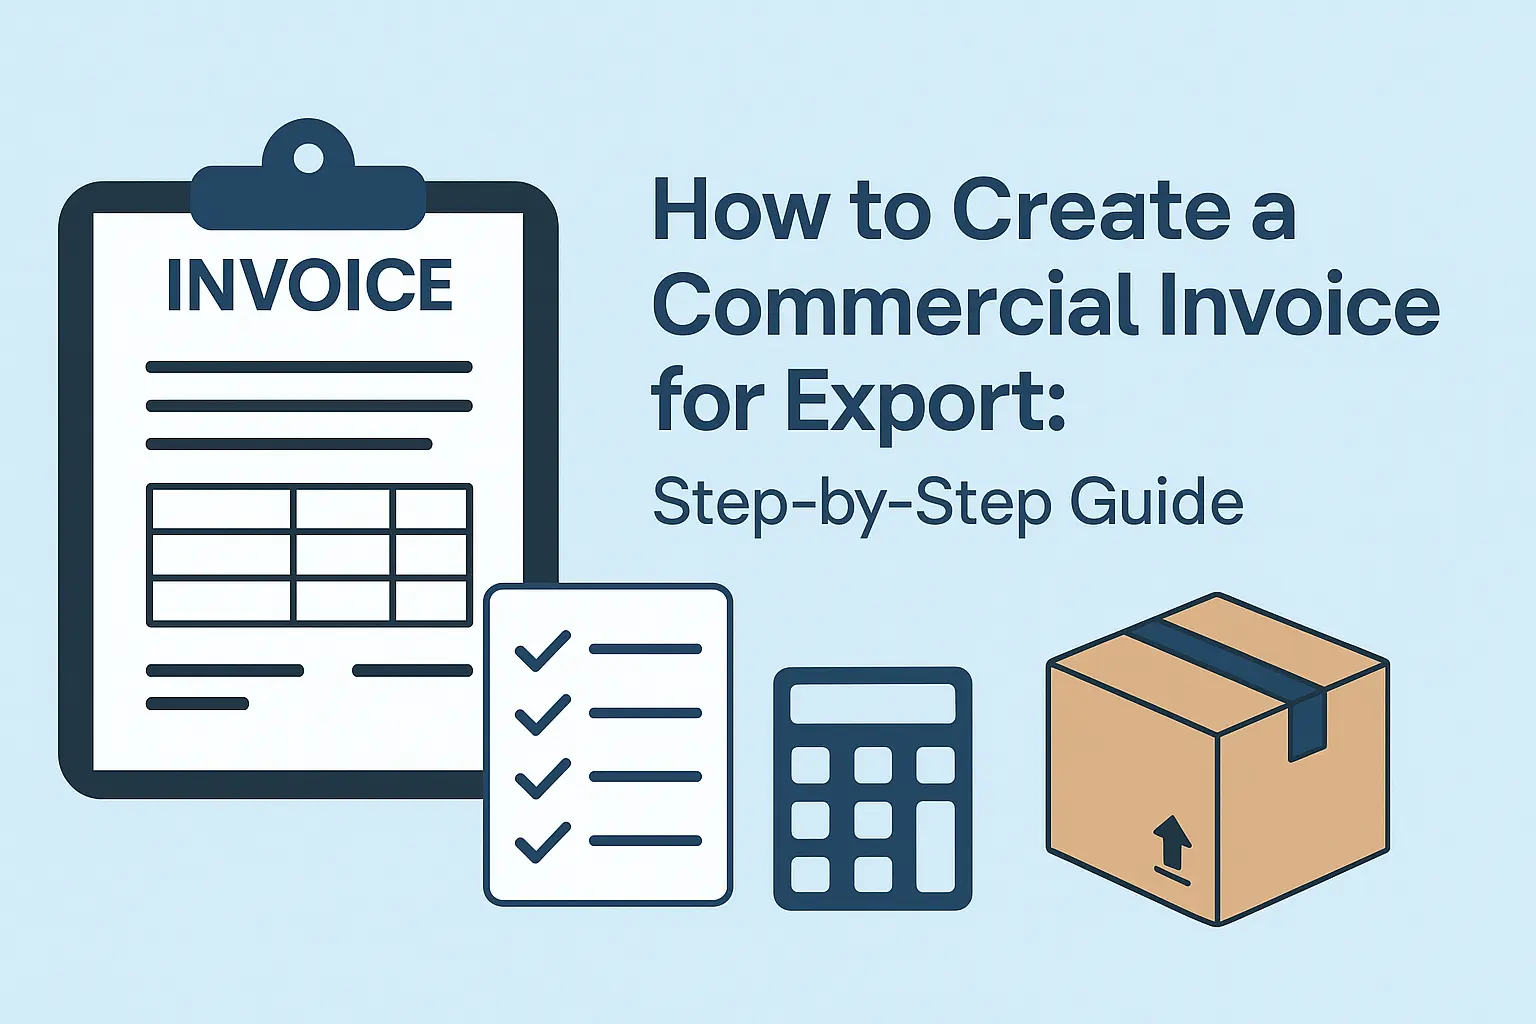 INVOICE
How to Create a
Commercial Invoice
for Export:
Step-by-Step Guide